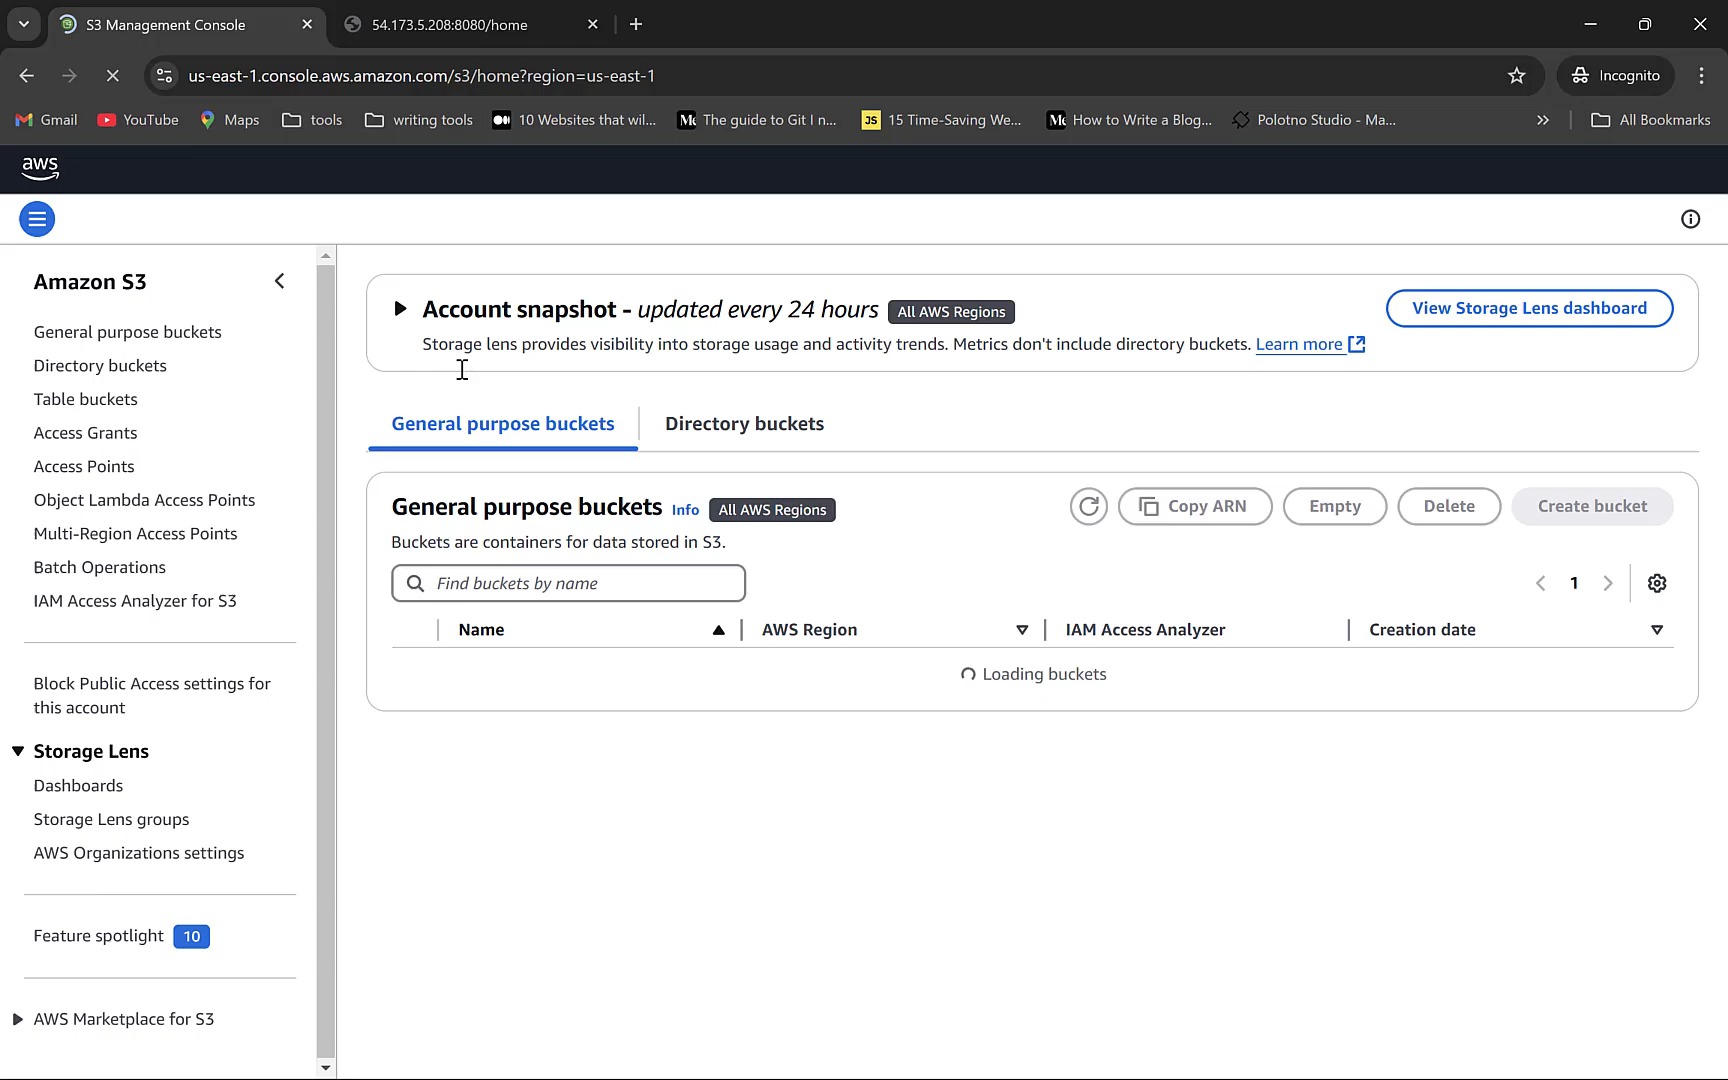 S3 Management Console
54.173.5.208:8080/home
us-east-1.console.aws.amazon.com/s3/home?region=us-east-1
Incognito
Gmail
YouTube
Maps
tools
writing tools
10 Websites that wil...
The guide to Git I n...
JS
15 Time-Saving We...
How to Write a Blog...
Polotno Studio - Ma...
All Bookmarks
aws
Amazon S3
General purpose buckets
Directory buckets
Table buckets
Access Grants
Access Points
Object Lambda Access Points
Multi-Region Access Points
Batch Operations
IAM Access Analyzer for S3
Block Public Access settings for
this account
Storage Lens
Dashboards
Storage Lens groups
AWS Organizations settings
Feature spotlight 10
AWS Marketplace for S3
Account snapshot - updated every 24 hours All AWS Regions
View Storage Lens dashboard
Storage lens provides visibility into storage usage and activity trends. Metrics don't include directory buckets. Learn more
General purpose buckets
Directory buckets
General purpose buckets Info All AWS Regions
Copy ARN
Empty
Delete
Create bucket
Buckets are containers for data stored in S3.
Find buckets by name
1
Name
AWS Region
IAM Access Analyzer
Creation date
Loading buckets